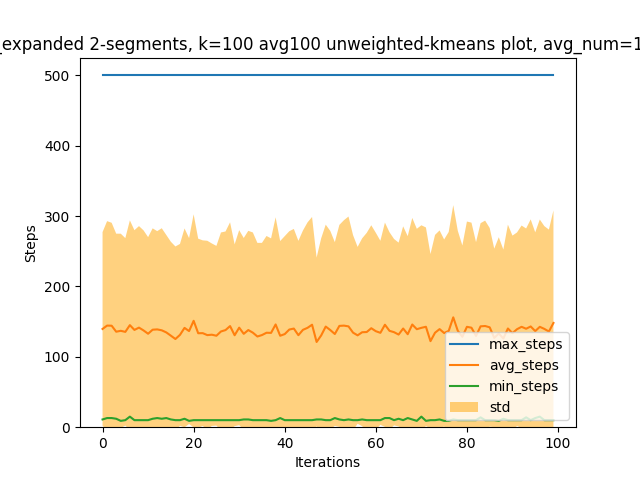 _expanded 2-segments, k=100 avg100 unweighted-kmeans plot, avg_num=1
500
400
300
200
100
0
Steps
0 20 40 60 80 100
Iterations
max_steps
avg_steps
min_steps
std